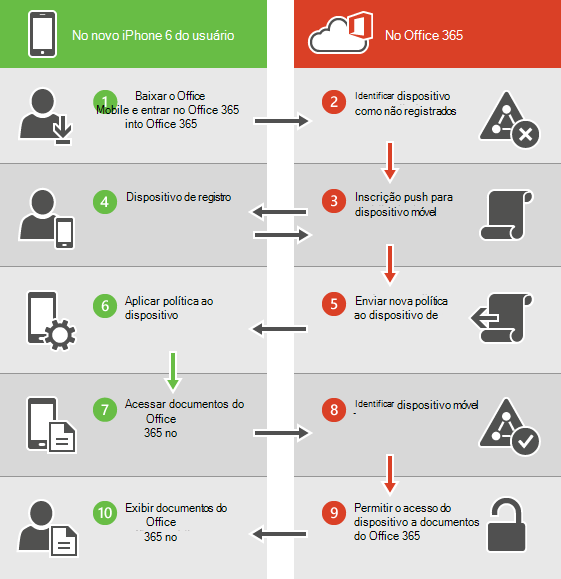 No novo iPhone 6 do usuário
No Office 365
1
Baixar o Office
Mobile e entrar no Office 365
into Office 365
2
Identificar dispositivo
como não registrados
4
Dispositivo de registro
3
Inscrição push para
dispositivo móvel
6
Aplicar política ao
dispositivo
5
Enviar nova política
ao dispositivo de
7
Acessar documentos do
Office
365 no
8
Identificar dispositivo móvel
10
Exibir documentos do
Office
365 no
9
Permitir o acesso do
dispositivo a documentos
do Office 365